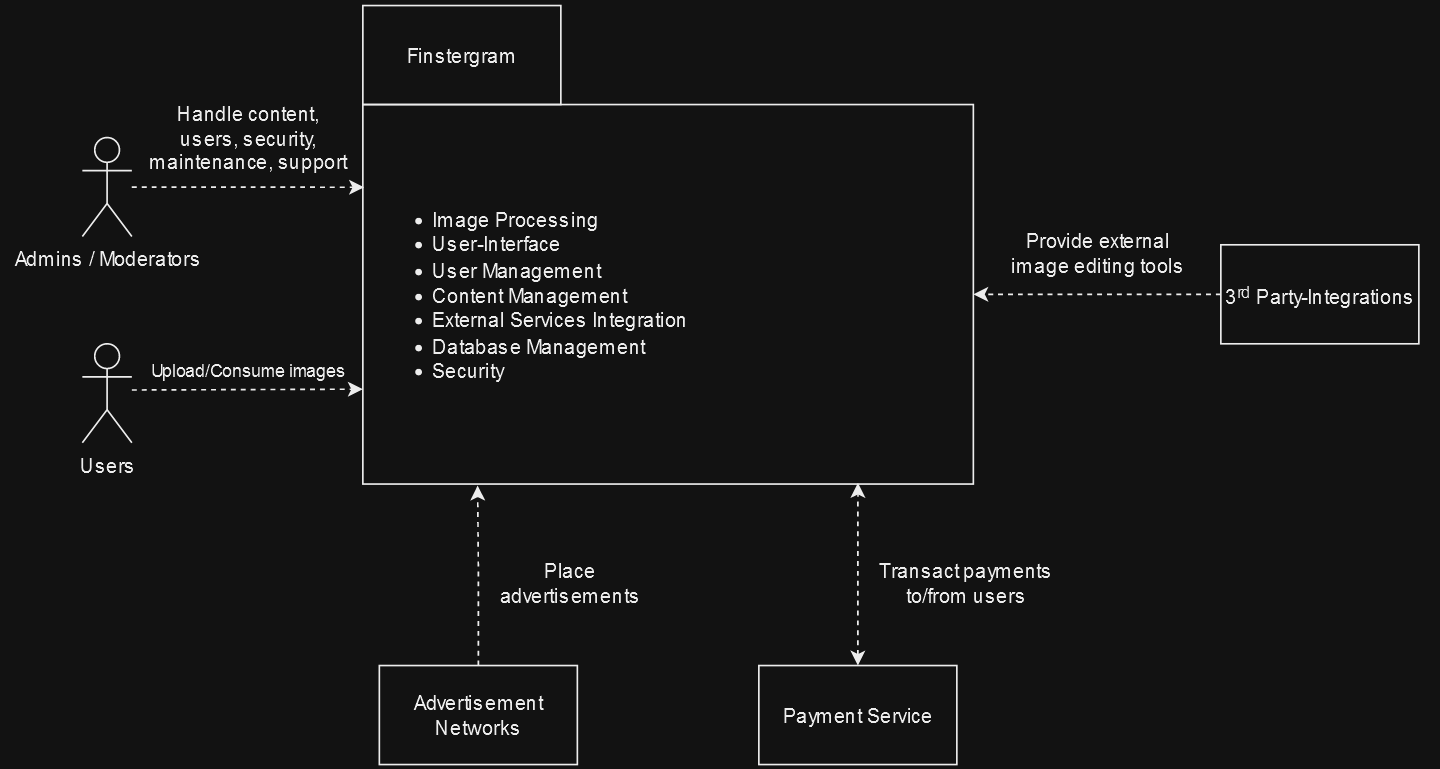 Finstergram
Handle content,
users, security,
maintenance, support
Admins / Moderators
Upload/Consume images
Users
• Image Processing
• User-Interface
• User Management
• Content Management
• External Services Integration
• Database Management
• Security
Provide external
image editing tools
3rd Party-Integrations
Place
advertisements
Transact payments
to/from users
Advertisement
Networks
Payment Service